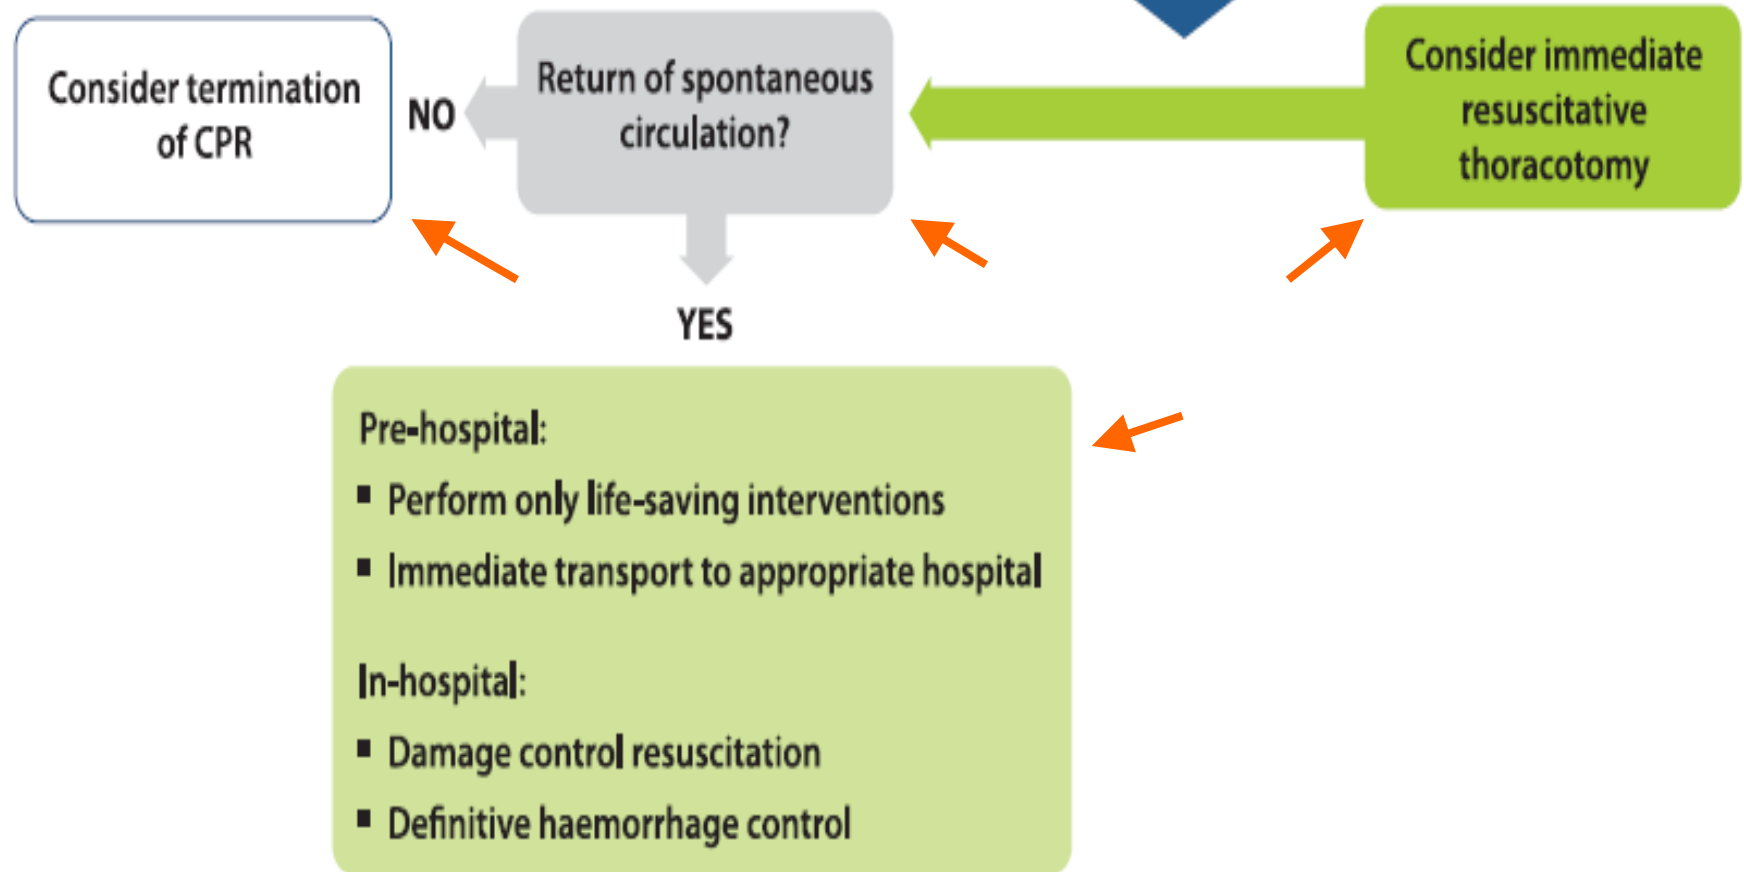 Consider termination
of CPR
NO
Return of spontaneous
circulation?
Consider immediate
resuscitative
thoracotomy
YES
Pre-hospital:
▪ Perform only life-saving interventions
▪ Immediate transport to appropriate hospital
In-hospital:
▪ Damage control resuscitation
▪ Definitive haemorrhage control